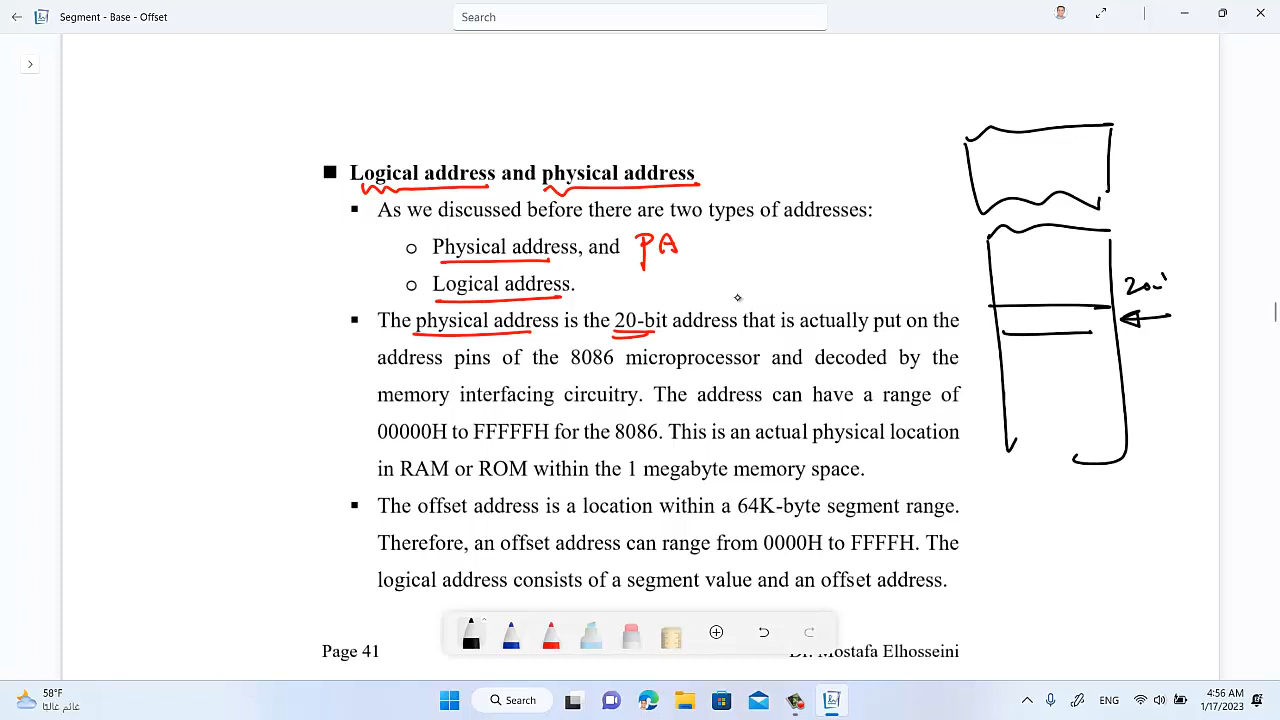 Segment - Base - Offset
Search
■ Logical address and physical address
▪ As we discussed before there are two types of addresses:
o Physical address, and PA
o Logical address.
▪ The physical address is the 20-bit address that is actually put on the
address pins of the 8086 microprocessor and decoded by the
memory interfacing circuitry. The address can have a range of
00000H to FFFFFH for the 8086. This is an actual physical location
in RAM or ROM within the 1 megabyte memory space.
▪ The offset address is a location within a 64K-byte segment range.
Therefore, an offset address can range from 0000H to FFFFH. The
logical address consists of a segment value and an offset address.
Page 41
Dr. Mostafa Elhosseini
58°F
غائم غالبًا
Search
ENG
4:56 AM
1/17/2023